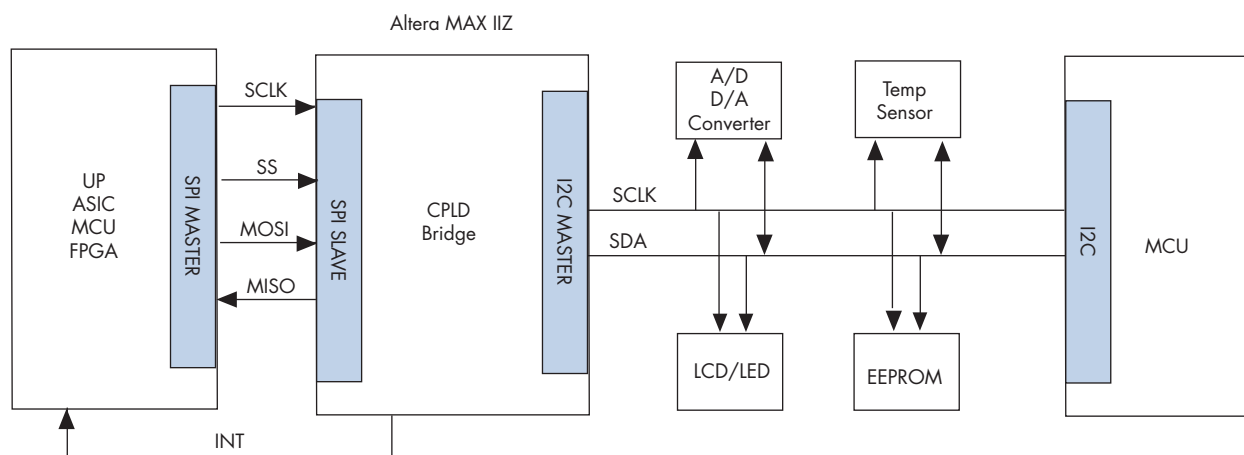 Altera MAX IIZ
UP
ASIC
MCU
FPGA
SPI MASTER
SCLK
SS
MOSI
MISO
SPI SLAVE
CPLD
Bridge
I2C MASTER
SCLK
SDA
A/D
D/A
Converter
Temp
Sensor
LCD/LED
EEPROM
I2C
MCU
INT